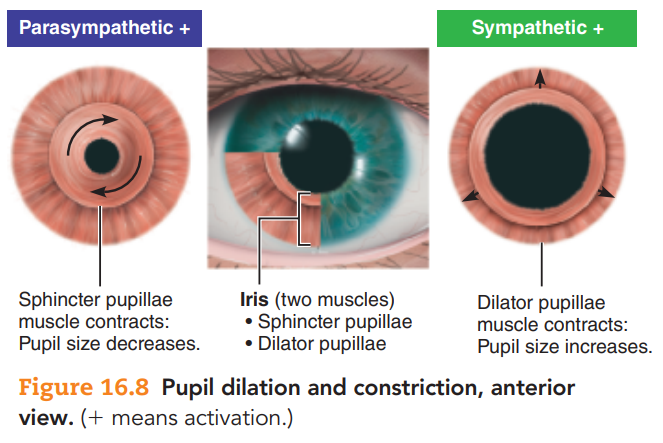 Parasympathetic +
Sympathetic +
Sphincter pupillae
muscle contracts:
Pupil size decreases.
Iris (two muscles)
• Sphincter pupillae
• Dilator pupillae
Dilator pupillae
muscle contracts:
Pupil size increases.
Figure 16.8 Pupil dilation and constriction, anterior
view. (+ means activation.)